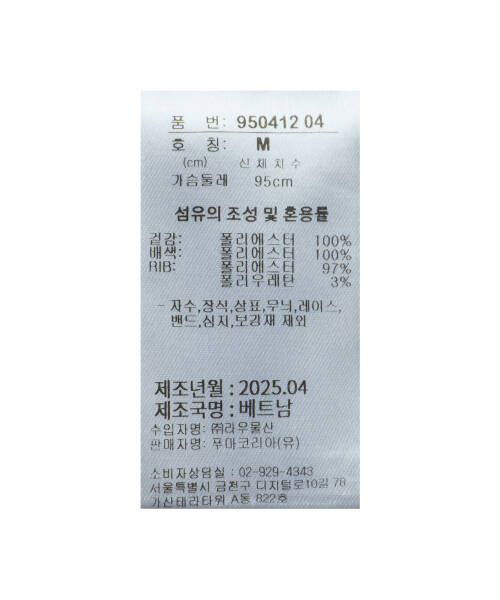 품 번: 950412 04
호 칭: M
(cm) 신체치수
가슴둘레 95cm
섬유의 조성 및 혼용률
겉감: 폴리에스터 100%
배색: 폴리에스터 100%
RIB: 폴리에스터 97%
폴리우레탄 3%
- 자수,장식,상표,무늬,레이스,
밴드,심지,보강재 제외
제조년월 : 2025.04
제조국명 : 베트남
수입자명: ㈜라우물산
판매자명: 푸마코리아(유)
소비자상담실 : 02-929-4343
서울특별시 금천구 디지털로10길 78
가산테라타워 A동 822호